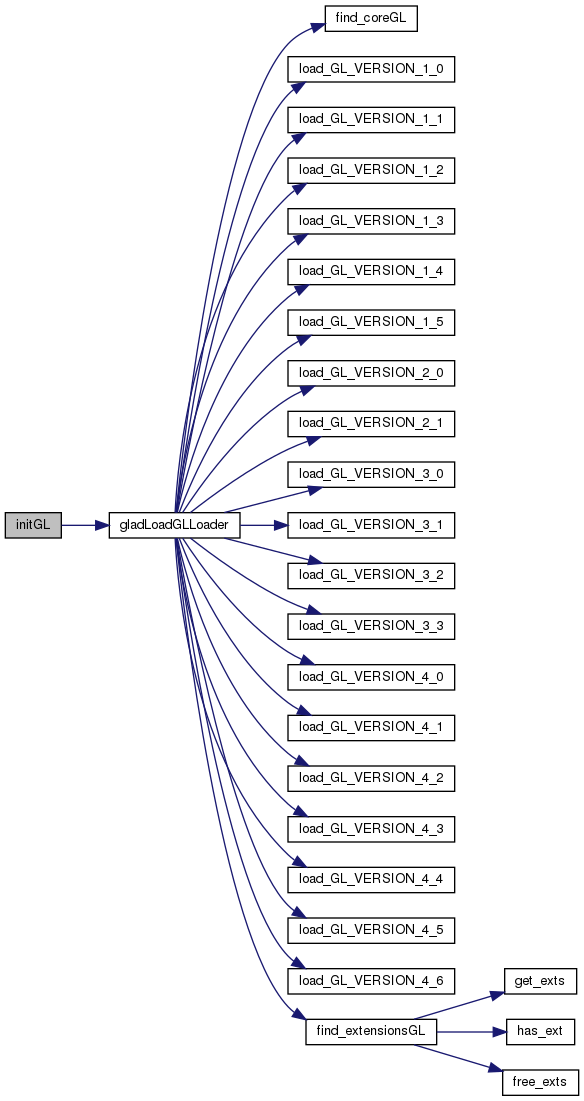 find_coreGL
load_GL_VERSION_1_0
load_GL_VERSION_1_1
load_GL_VERSION_1_2
load_GL_VERSION_1_3
load_GL_VERSION_1_4
load_GL_VERSION_1_5
load_GL_VERSION_2_0
load_GL_VERSION_2_1
load_GL_VERSION_3_0
initGL
gladLoadGLLoader
load_GL_VERSION_3_1
load_GL_VERSION_3_2
load_GL_VERSION_3_3
load_GL_VERSION_4_0
load_GL_VERSION_4_1
load_GL_VERSION_4_2
load_GL_VERSION_4_3
load_GL_VERSION_4_4
load_GL_VERSION_4_5
load_GL_VERSION_4_6
find_extensionsGL
get_exts
has_ext
free_exts